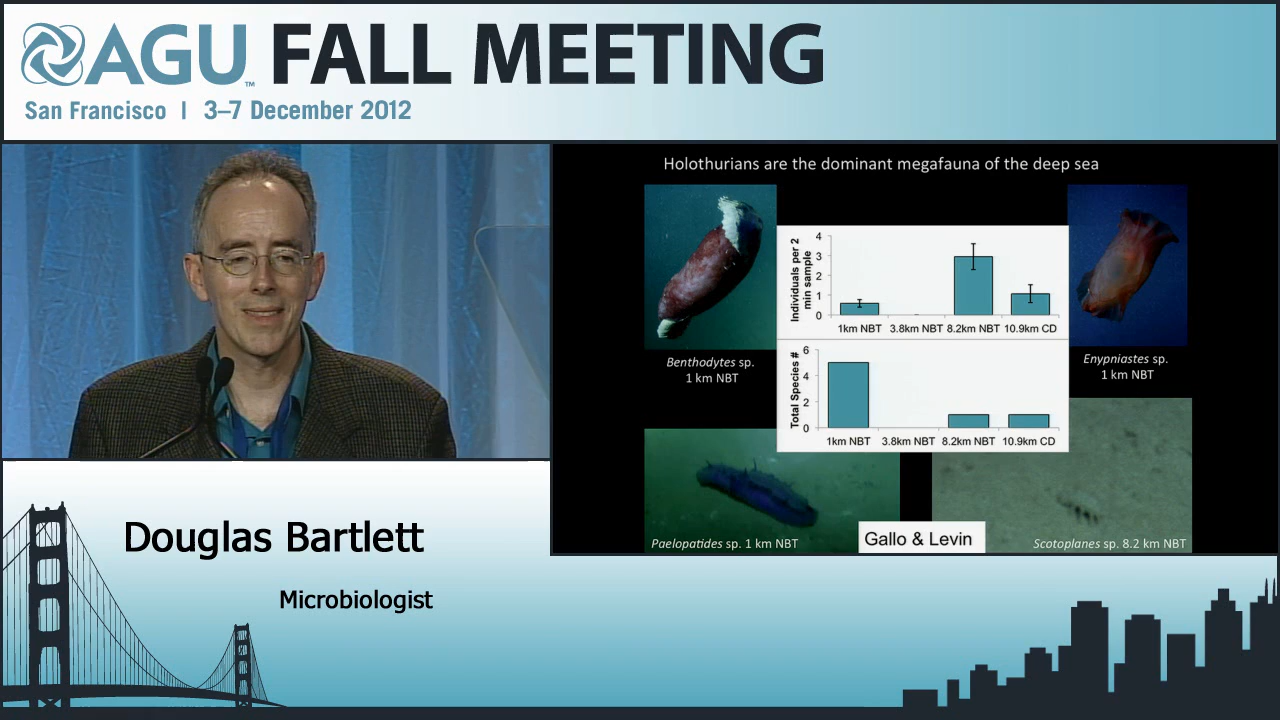 AGU™ FALL MEETING
San Francisco | 3–7 December 2012
Holothurians are the dominant megafauna of the deep sea
Individuals per 2
min sample
4
3
2
1
0
1km NBT 3.8km NBT 8.2km NBT 10.9km CD
Total Species #
6
4
2
0
1km NBT 3.8km NBT 8.2km NBT 10.9km CD
Benthodytes sp.
1 km NBT
Enypniastes sp.
1 km NBT
Paelopatides sp. 1 km NBT
Gallo & Levin
Scotoplanes sp. 8.2 km NBT
Douglas Bartlett
Microbiologist